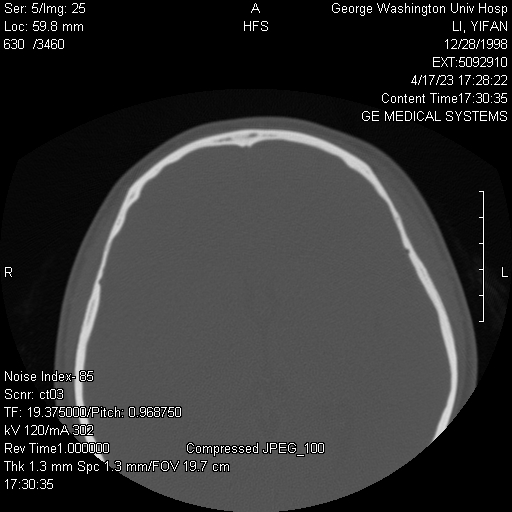 Ser: 5/Img: 25
Loc: 59.8 mm
630 /3460
A
HFS
George Washington Univ Hosp
LI, YIFAN
12/28/1998
EXT:5092910
4/17/23 17:28:22
Content Time17:30:35
GE MEDICAL SYSTEMS
R
L
Noise Index- 85
Scnr: ct03
TF: 19.375000/Pitch: 0.968750
kV 120/mA 302
Rev Time1.000000
Compressed JPEG_100
Thk 1.3 mm Spc 1.3 mm/FOV 19.7 cm
17:30:35